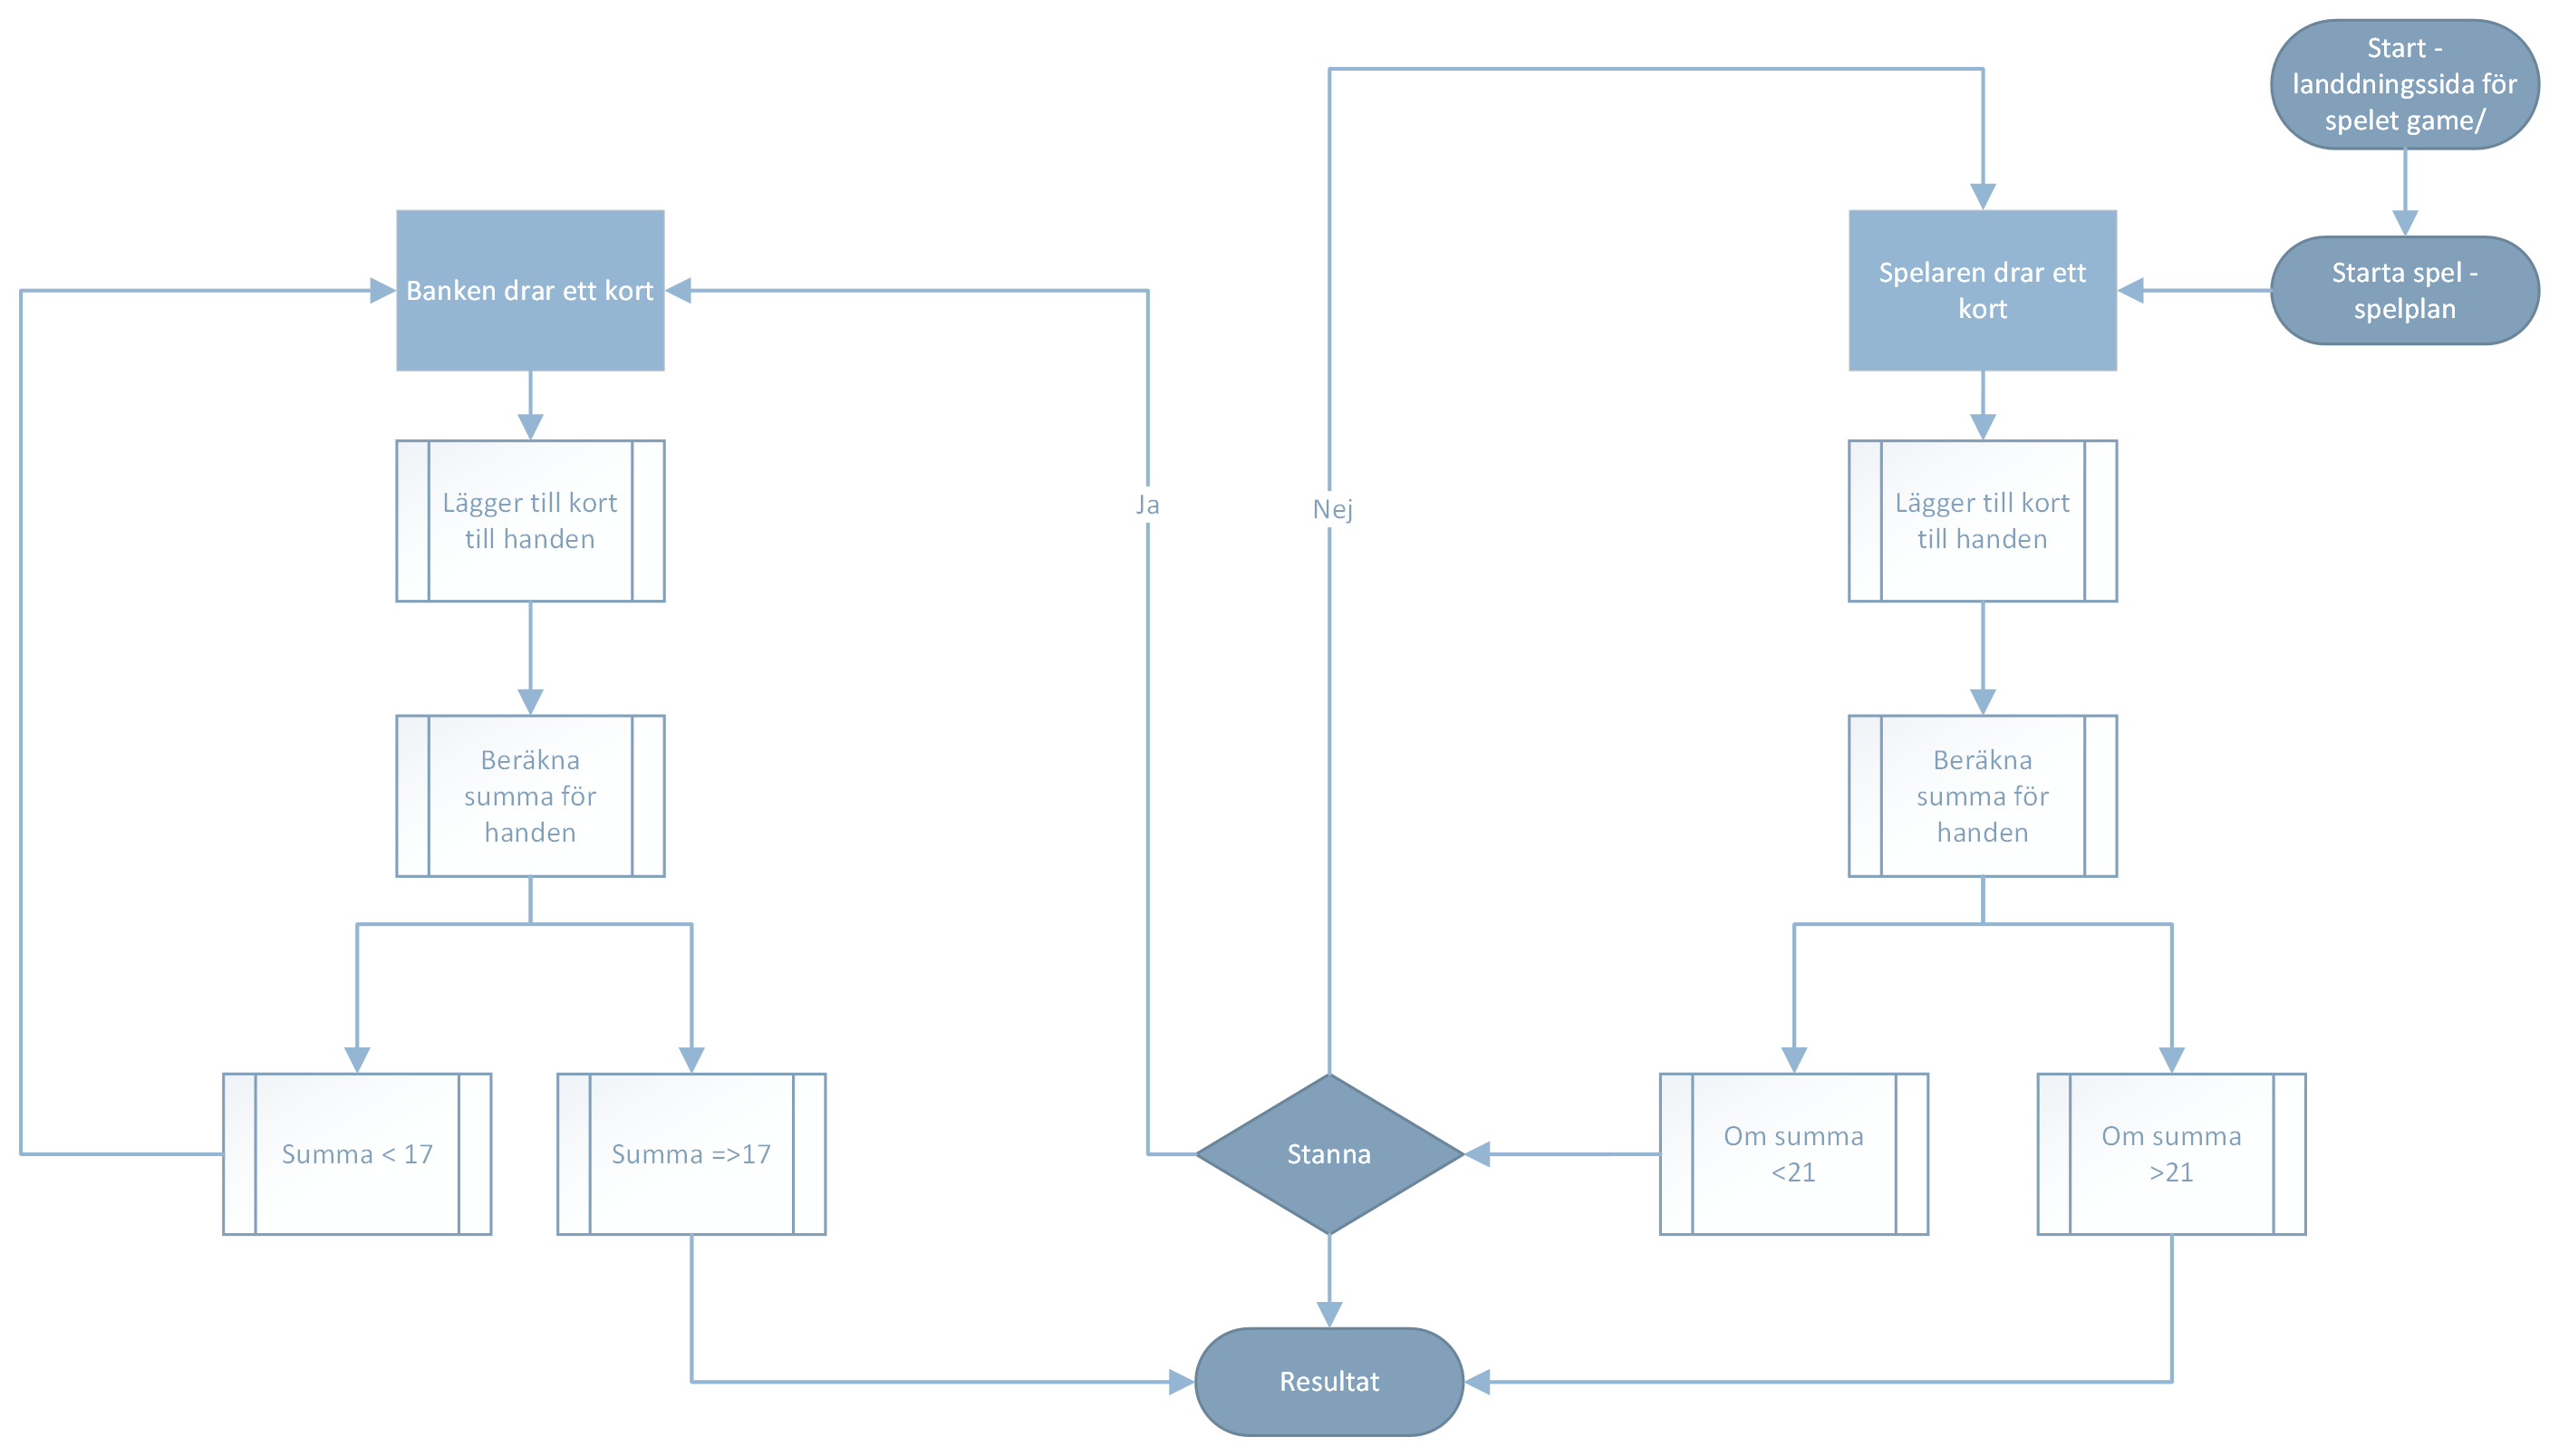 Start -
landdningssida för
spelet game/
Banken drar ett kort
Spelaren drar ett
kort
Starta spel -
spelplan
Lägger till kort
till handen
Ja
Nej
Lägger till kort
till handen
Beräkna
summa för
handen
Beräkna
summa för
handen
Summa < 17
Summa =>17
Stanna
Om summa
<21
Om summa
>21
Resultat